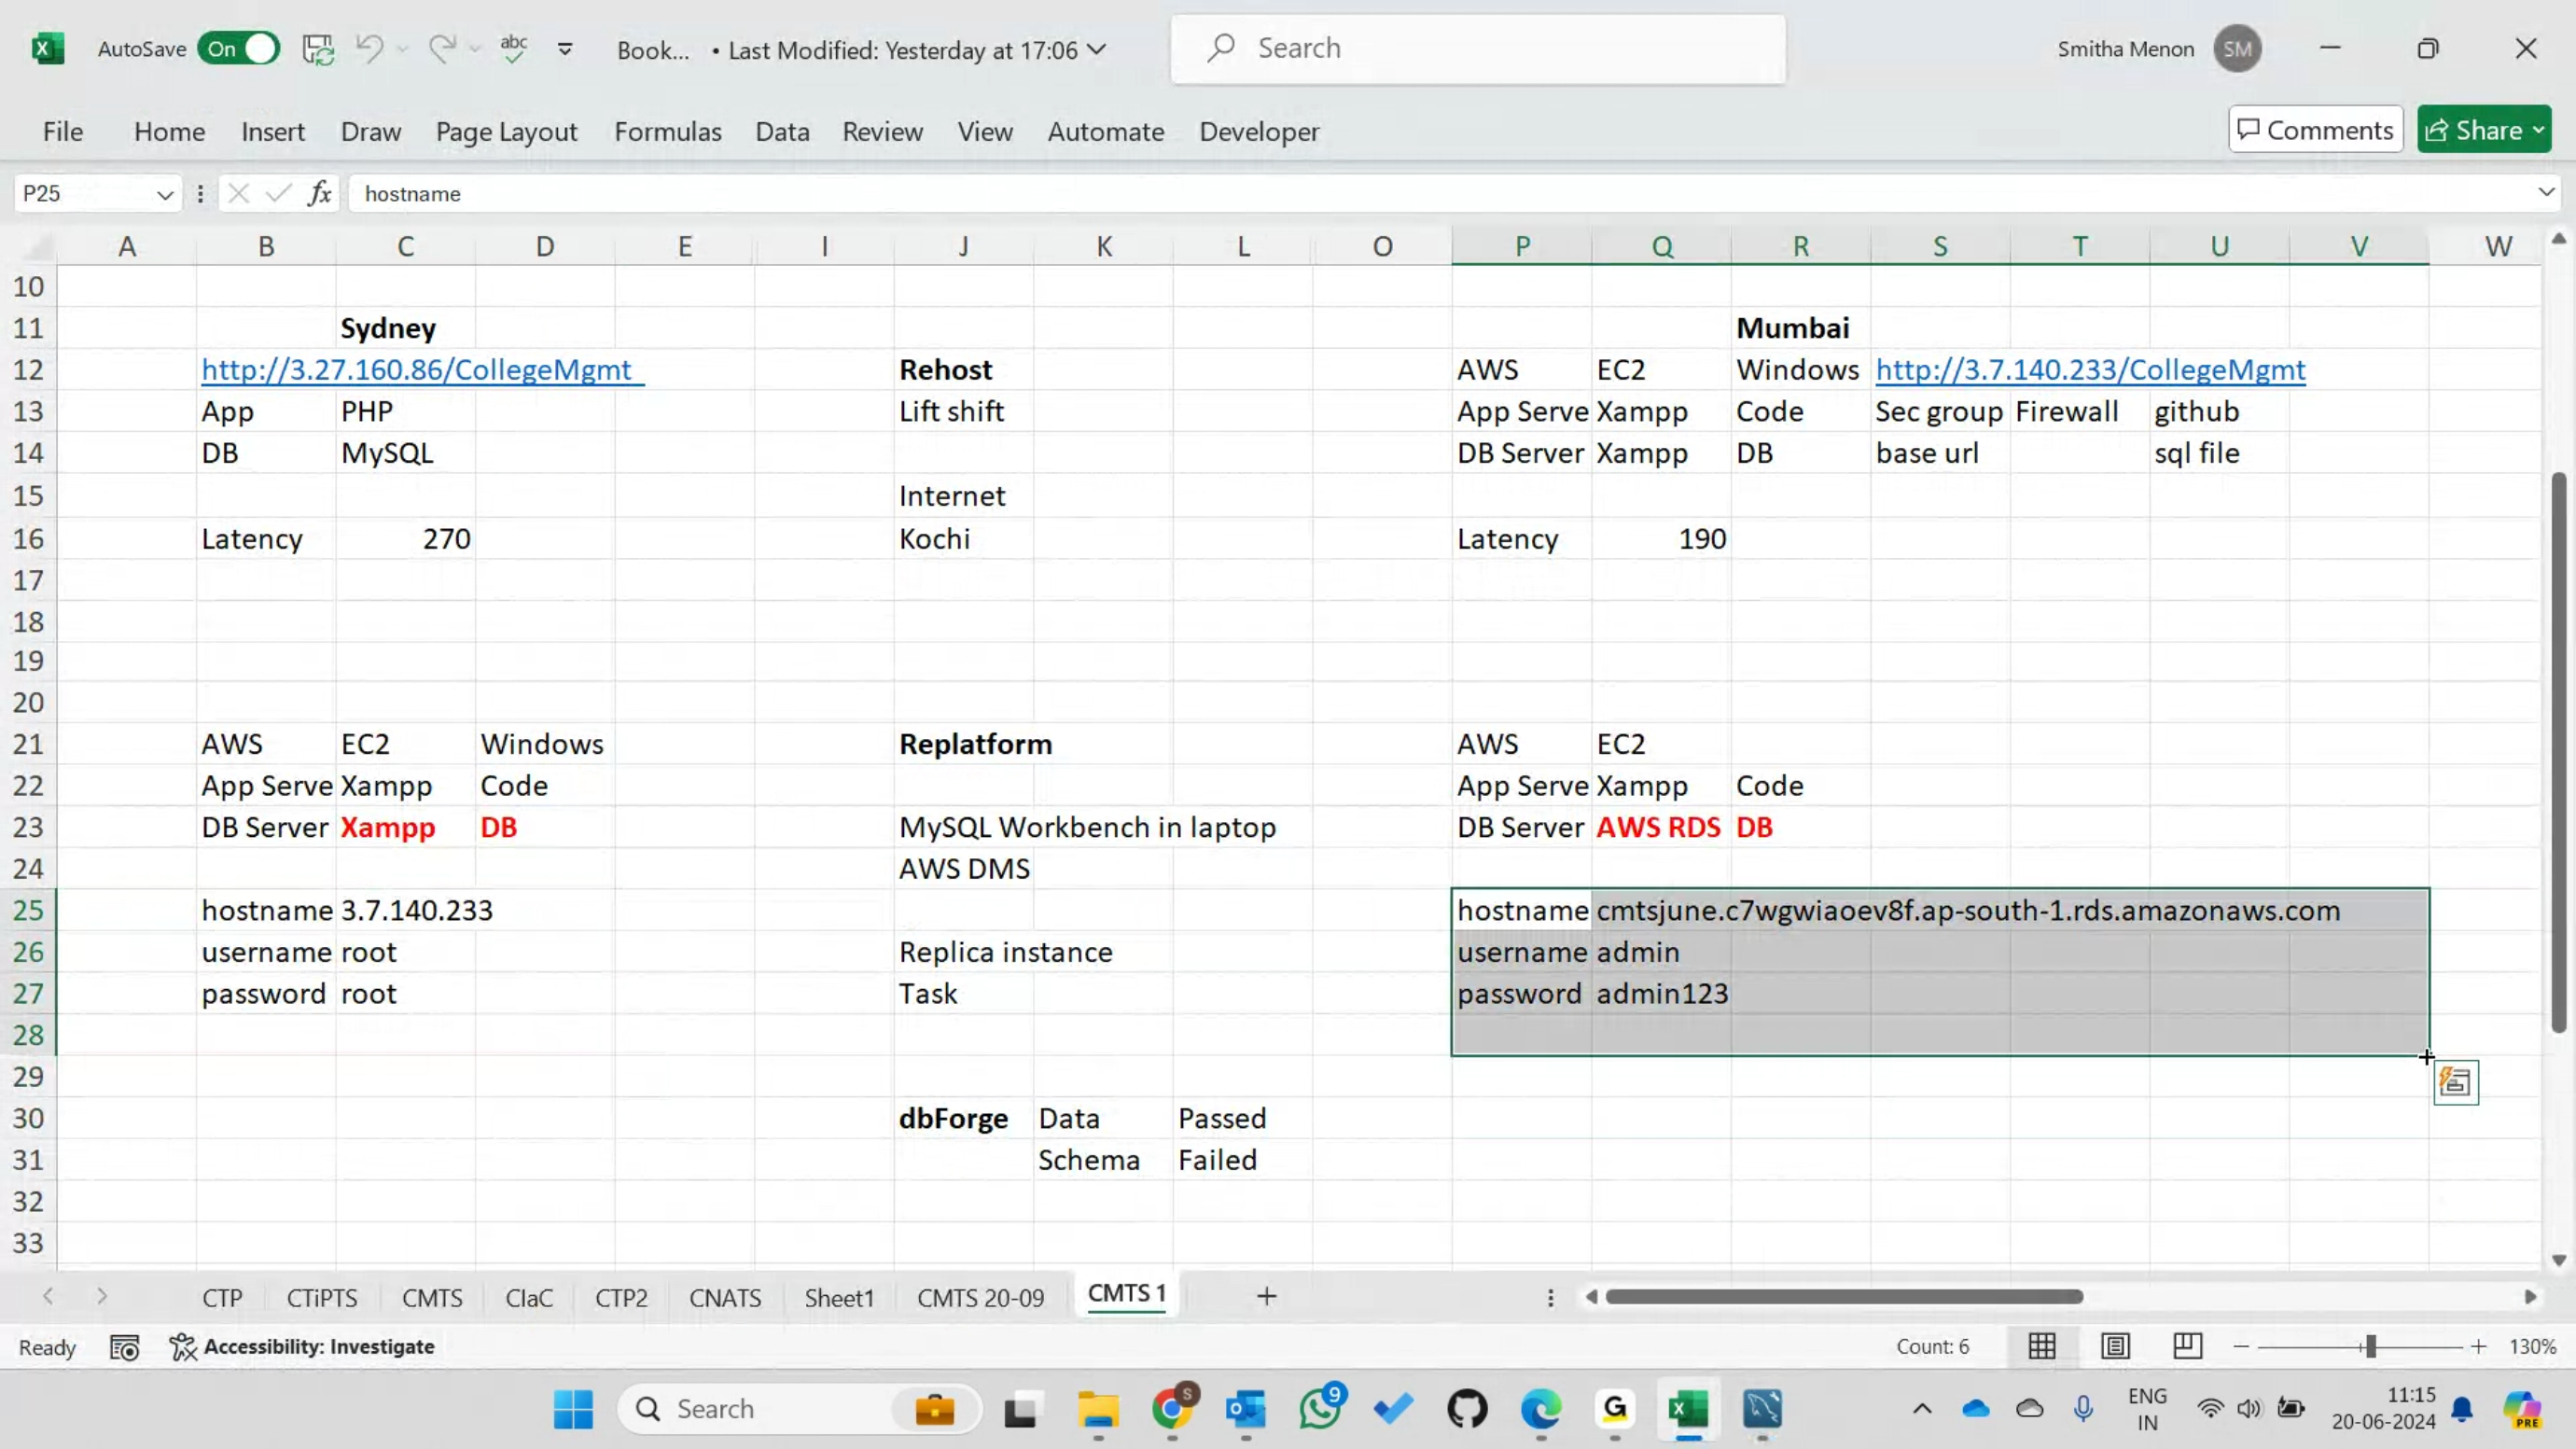 AutoSave On Book... • Last Modified: Yesterday at 17:06 Search Smitha Menon SM
File Home Insert Draw Page Layout Formulas Data Review View Automate Developer Comments Share
P25 fx hostname
A B C D E I J K L O P Q R S T U V W
10
11 Sydney Mumbai
12 http://3.27.160.86/CollegeMgmt Rehost AWS EC2 Windows http://3.7.140.233/CollegeMgmt
13 App PHP Lift shift App Serve Xampp Code Sec group Firewall github
14 DB MySQL DB Server Xampp DB base url sql file
15 Internet
16 Latency 270 Kochi Latency 190
17
18
19
20
21 AWS EC2 Windows Replatform AWS EC2
22 App Serve Xampp Code App Serve Xampp Code
23 DB Server Xampp DB MySQL Workbench in laptop DB Server AWS RDS DB
24 AWS DMS
25 hostname 3.7.140.233 hostname cmtsjune.c7wgwiaoev8f.ap-south-1.rds.amazonaws.com
26 username root Replica instance username admin
27 password root Task password admin123
28
29
30 dbForge Data Passed
31 Schema Failed
32
33
CTP CTiPTS CMTS CIaC CTP2 CNATS Sheet1 CMTS 20-09 CMTS 1
Ready Accessibility: Investigate Count: 6 130%
Search S 9 ENG 11:15
IN 20-06-2024 PRE